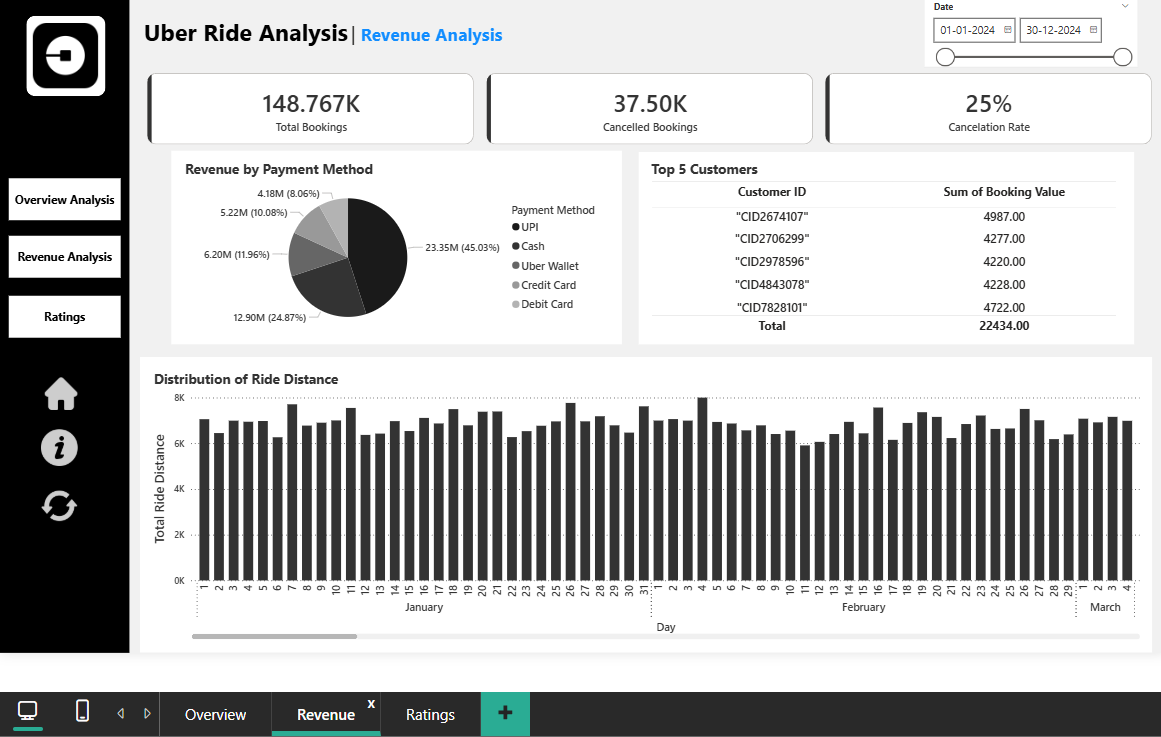 Date
01-01-2024 30-12-2024
Uber Ride Analysis | Revenue Analysis
148.767K
Total Bookings
37.50K
Cancelled Bookings
25%
Cancelation Rate
Overview Analysis
Revenue Analysis
Ratings
Revenue by Payment Method
4.18M (8.06%)
5.22M (10.08%)
6.20M (11.96%)
12.90M (24.87%)
23.35M (45.03%)
Payment Method
UPI
Cash
Uber Wallet
Credit Card
Debit Card
Top 5 Customers
Customer ID Sum of Booking Value
"CID2674107" 4987.00
"CID2706299" 4277.00
"CID2978596" 4220.00
"CID4843078" 4228.00
"CID7828101" 4722.00
Total 22434.00
Distribution of Ride Distance
Total Ride Distance
8K
6K
4K
2K
0K
1 2 3 4 5 6 7 8 9 10 11 12 13 14 15 16 17 18 19 20 21 22 23 24 25 26 27 28 29 30 31 1 2 3 4 5 6 7 8 9 10 11 12 13 14 15 16 17 18 19 20 21 22 23 24 25 26 27 28 29 1 2 3 4
January February March
Day
Overview Revenue x Ratings +